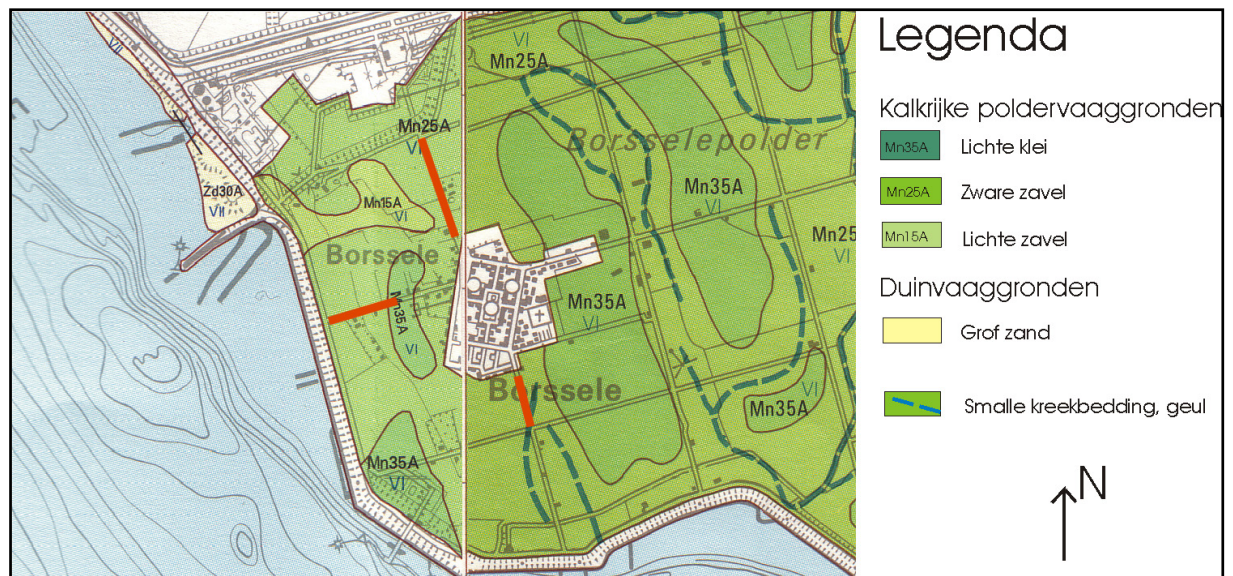 Legenda
Kalkrijke poldervaaggronden
Mn35A Lichte klei
Mn25A Zware zavel
Mn15A Lichte zavel
Duinvaaggronden
Grof zand
Smalle kreekbedding, geul
N
VII
Mn25A
VI
Zd30A
VII
Mn15A
VI
Borssele
Mn35A
VI
Mn35A
VI
VI
Mn25A
Borsselepolder
Mn35A
VI
Mn25
VI
Mn35A
VI
Borssele
VI
Mn35A